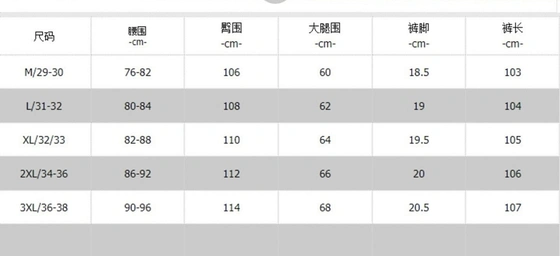 尺码 腰围 臀围 大腿围 裤脚 裤长
-cm- -cm- -cm- -cm- -cm-
M/29-30 76-82 106 60 18.5 103
L/31-32 80-84 108 62 19 104
XL/32/33 82-88 110 64 19.5 105
2XL/34-36 86-92 112 66 20 106
3XL/36-38 90-96 114 68 20.5 107